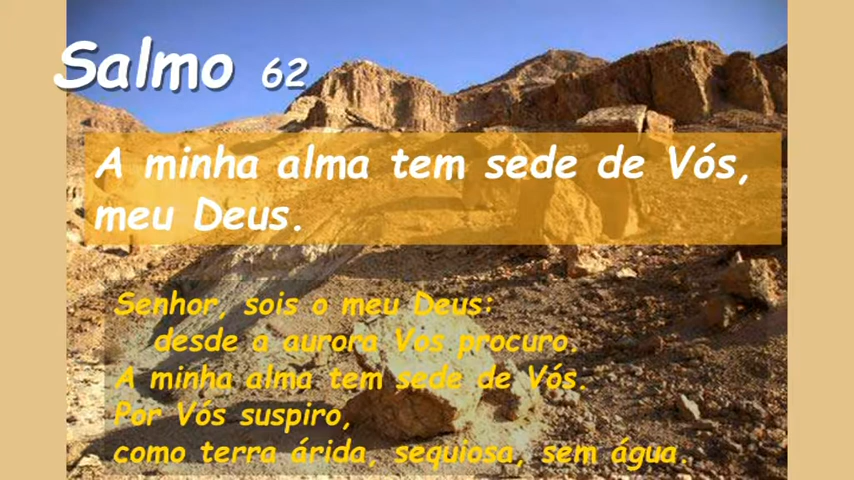 Salmo 62
A minha alma tem sede de Vós,
meu Deus.
Senhor, sois o meu Deus:
desde a aurora Vos procuro.
A minha alma tem sede de Vós.
Por Vós suspiro,
como terra árida, sequiosa, sem água.